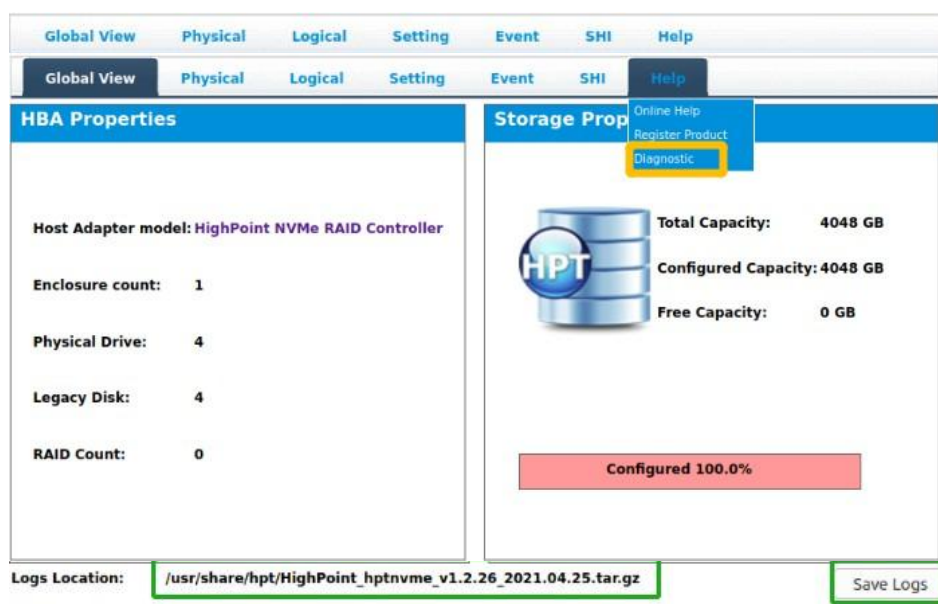 Global View Physical Logical Setting Event SHI Help
Global View Physical Logical Setting Event SHI Help
HBA Properties
Storage Prop
Online Help
Register Product
Diagnostic
Host Adapter model: HighPoint NVMe RAID Controller
Enclosure count: 1
Physical Drive: 4
Legacy Disk: 4
RAID Count: 0
HPT
Total Capacity: 4048 GB
Configured Capacity: 4048 GB
Free Capacity: 0 GB
Configured 100.0%
Logs Location: /usr/share/hpt/HighPoint_hptnvme_v1.2.26_2021.04.25.tar.gz
Save Logs